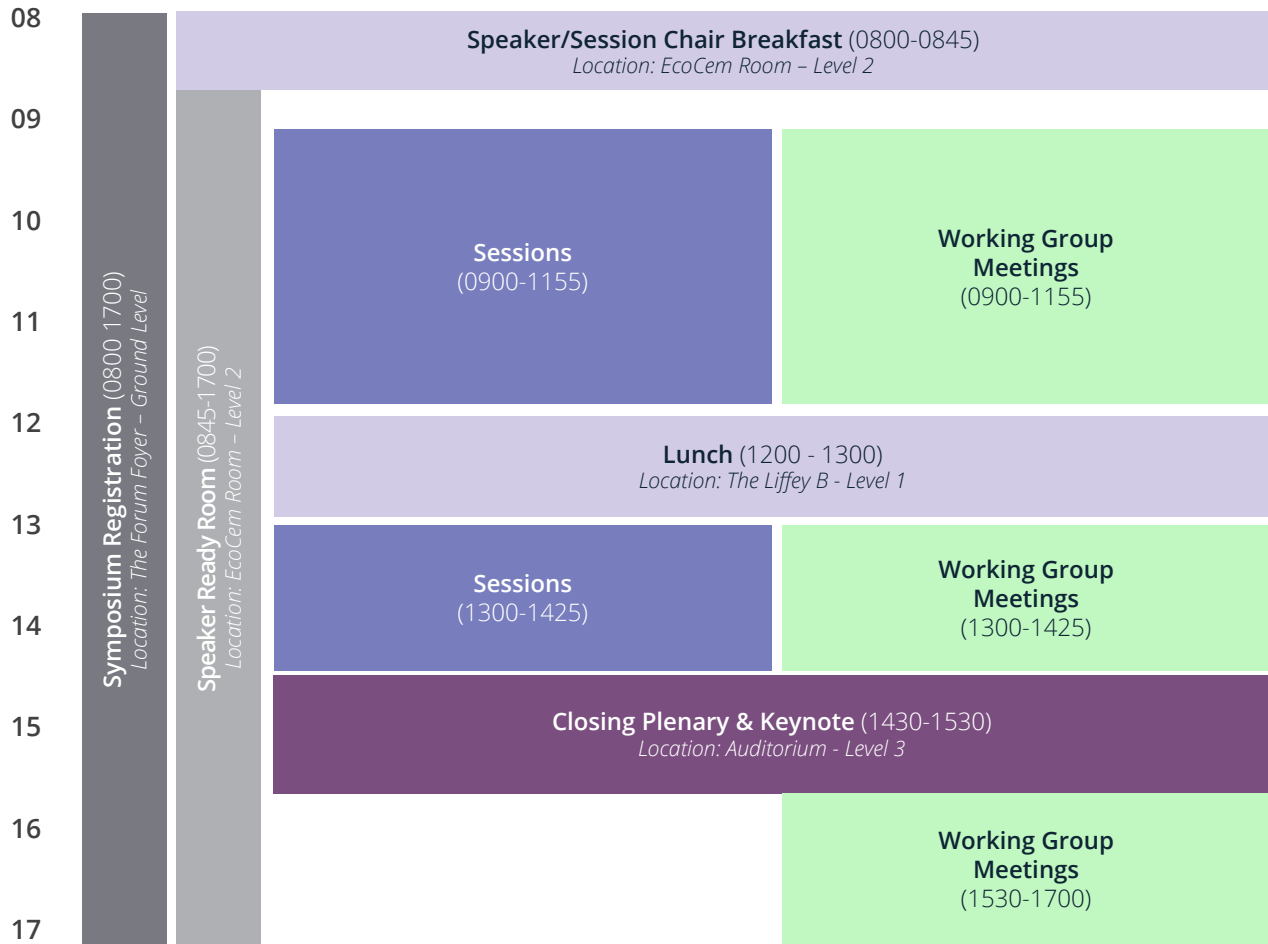 08
Speaker/Session Chair Breakfast (0800-0845)
Location: EcoCem Room – Level 2
09
10
11
12
13
14
15
16
17
Symposium Registration (0800 1700)
Location: The Forum Foyer – Ground Level
Speaker Ready Room (0845-1700)
Location: EcoCem Room – Level 2
Sessions
(0900-1155)
Working Group
Meetings
(0900-1155)
Lunch (1200 - 1300)
Location: The Liffey B - Level 1
Sessions
(1300-1425)
Working Group
Meetings
(1300-1425)
Closing Plenary & Keynote (1430-1530)
Location: Auditorium - Level 3
Working Group
Meetings
(1530-1700)